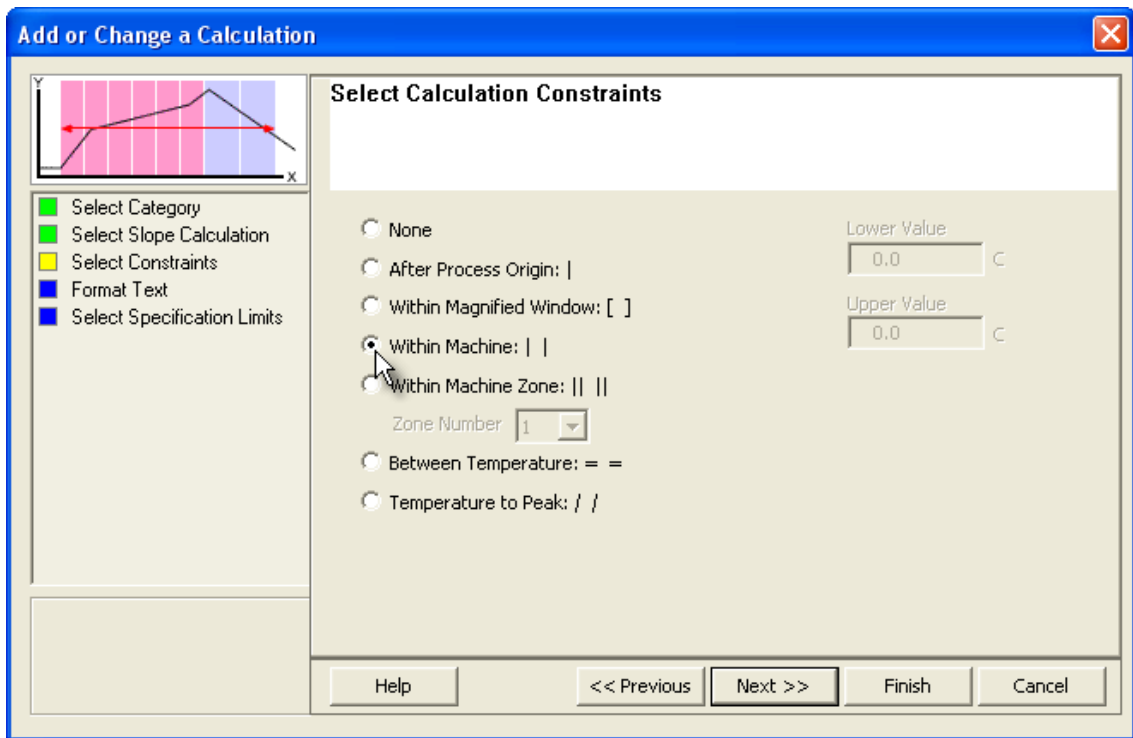 Add or Change a Calculation
Y
X
Select Category
Select Slope Calculation
Select Constraints
Format Text
Select Specification Limits
Select Calculation Constraints
None
After Process Origin: |
Within Magnified Window: [ ]
Within Machine: | |
Within Machine Zone: || ||
Zone Number 1
Between Temperature: = =
Temperature to Peak: / /
Lower Value
0.0 C
Upper Value
0.0 C
Help << Previous Next >> Finish Cancel